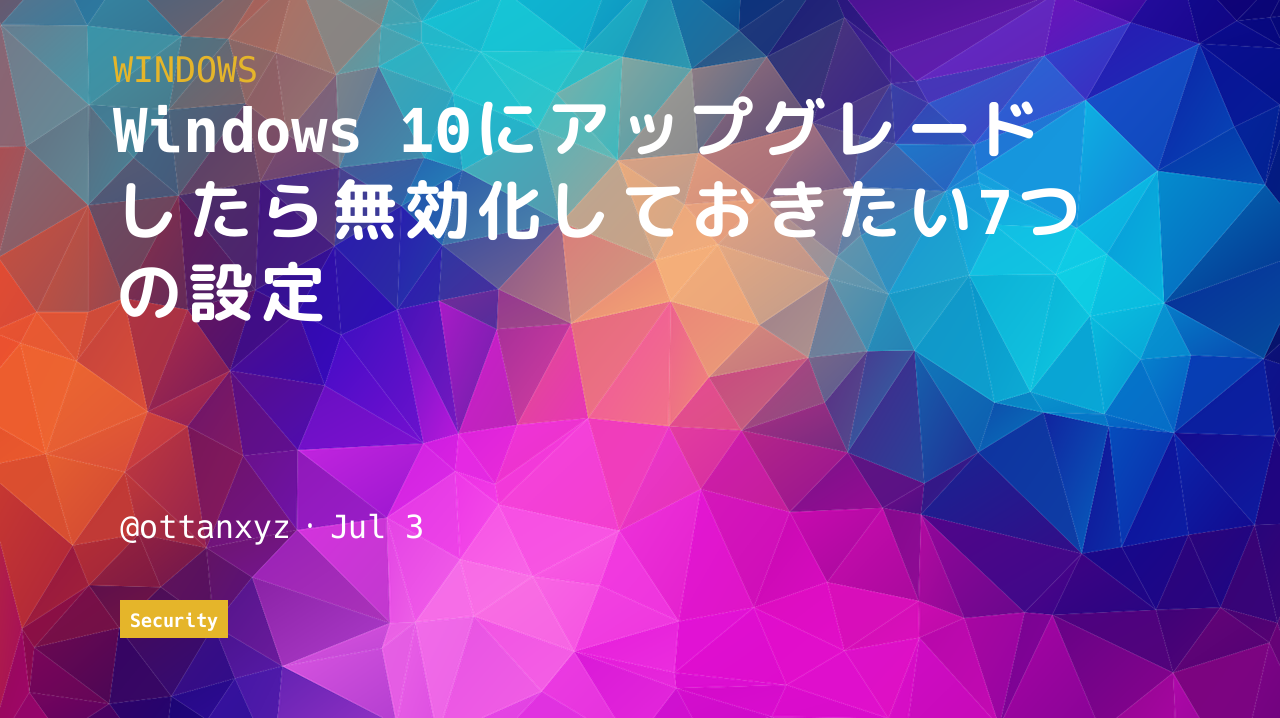 WINDOWS
Windows 10にアップグレード
したら無効化しておきたい7つ
の設定
@ottanxyz · Jul 3
Security